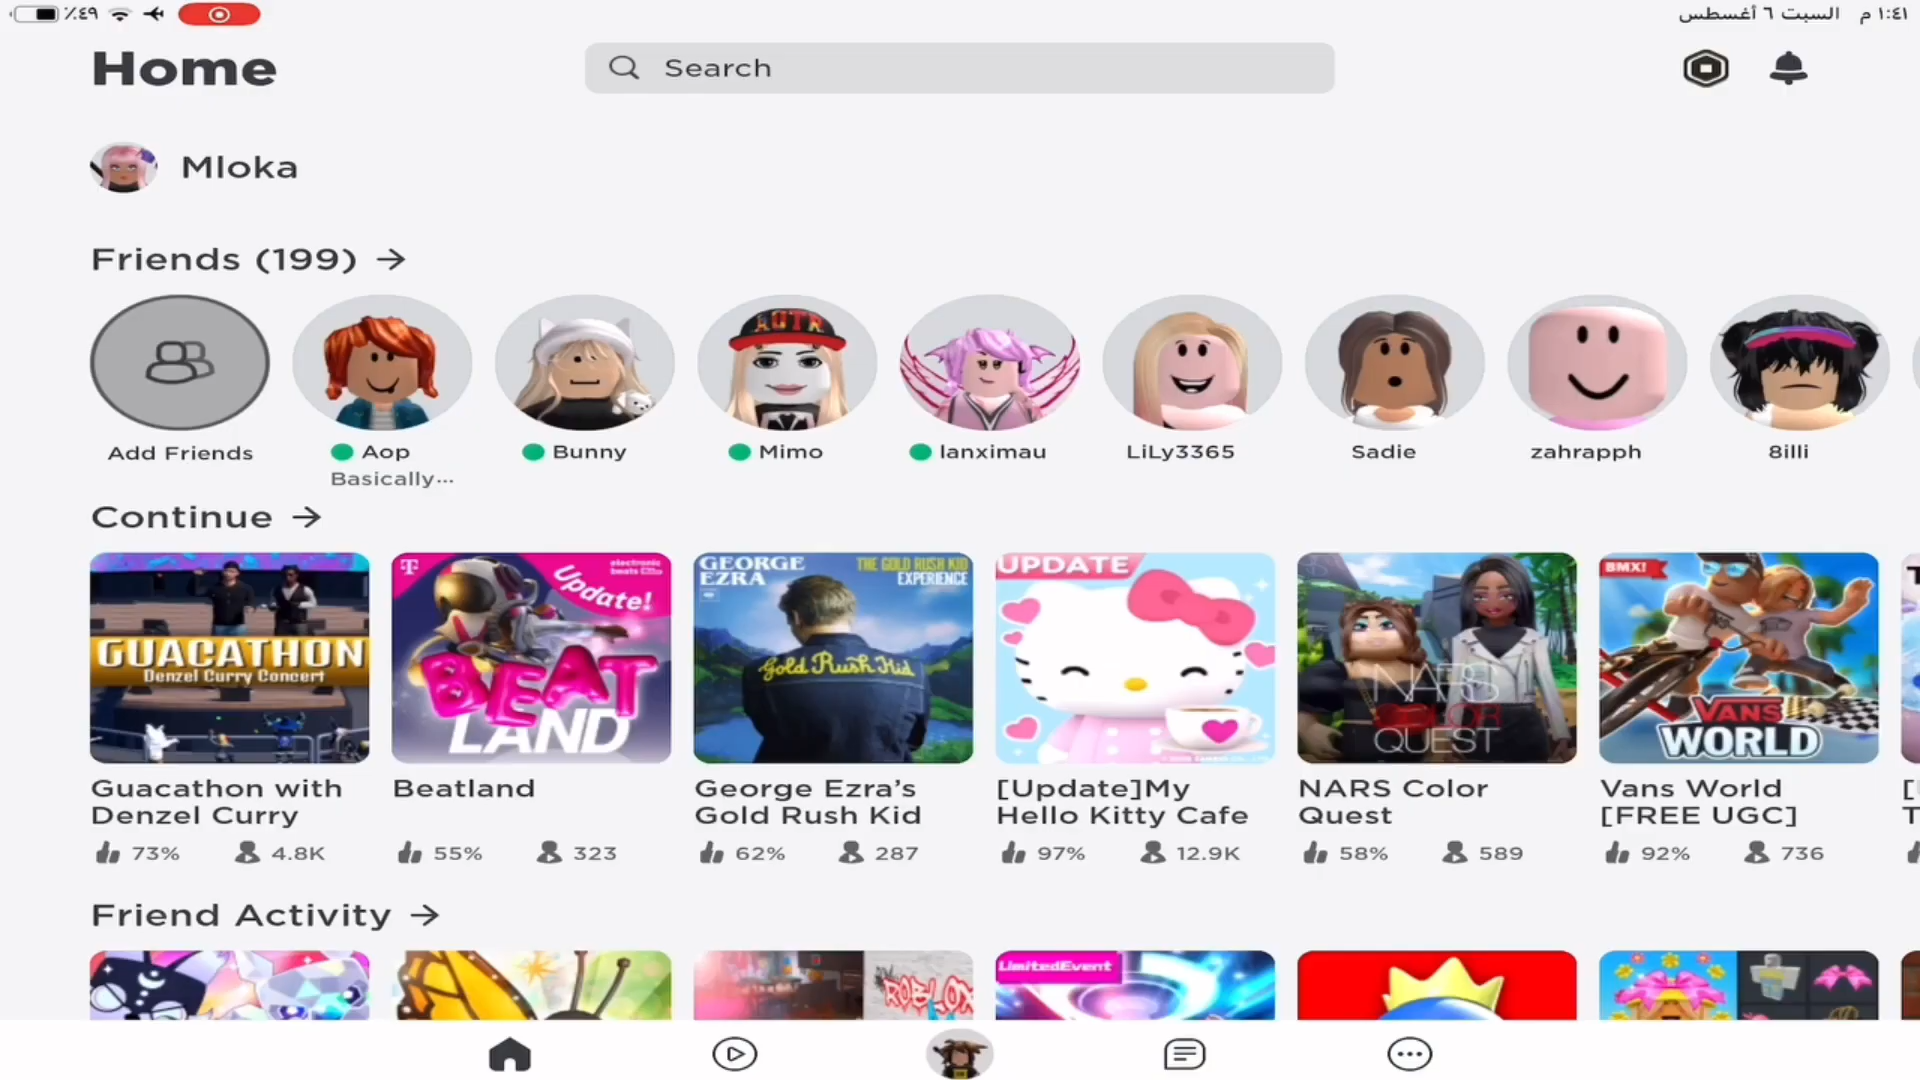 ٪٤٩
السبت ٦ أغسطس ١:٤١ م
Home
Search
Mloka
Friends (199) →
Add Friends
Aop
Basically...
Bunny
Mimo
lanximau
LiLy3365
Sadie
zahrapph
8illi
AOTR
Continue →
GUACATHON
Denzel Curry Concert
T
electronic
beats
Update!
BEAT
LAND
GEORGE
EZRA
THE GOLD RUSH KID
EXPERIENCE
Gold Rush Kid
UPDATE
NARS
COLOR
QUEST
BMX!
VANS
WORLD
Guacathon with
Denzel Curry
73% 4.8K
Beatland
55% 323
George Ezra’s
Gold Rush Kid
62% 287
[Update]My
Hello Kitty Cafe
97% 12.9K
NARS Color
Quest
58% 589
Vans World
[FREE UGC]
92% 736
Friend Activity →
ROBLOX
LimitedEvent